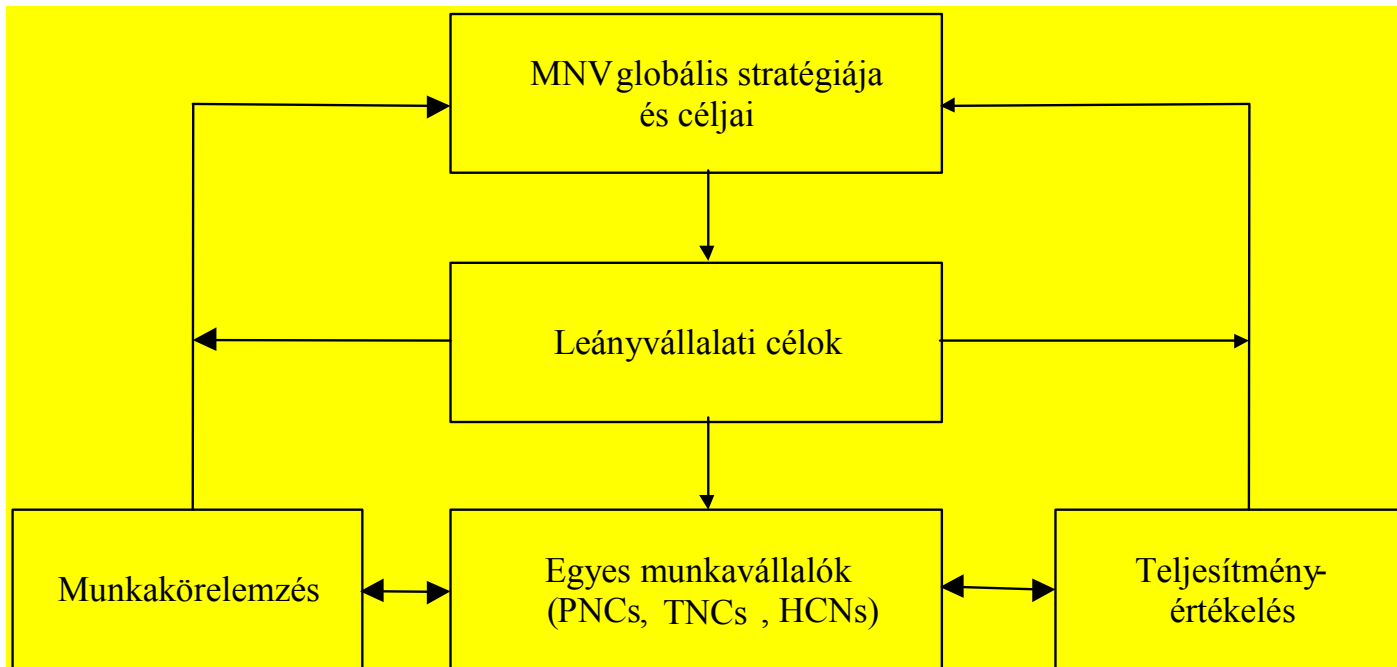 MNV globális stratégiája
és céljai
Leányvállalati célok
Munkakörelemzés
Egyes munkavállalók
(PNCs, TNCs , HCNs)
Teljesítmény-
értékelés